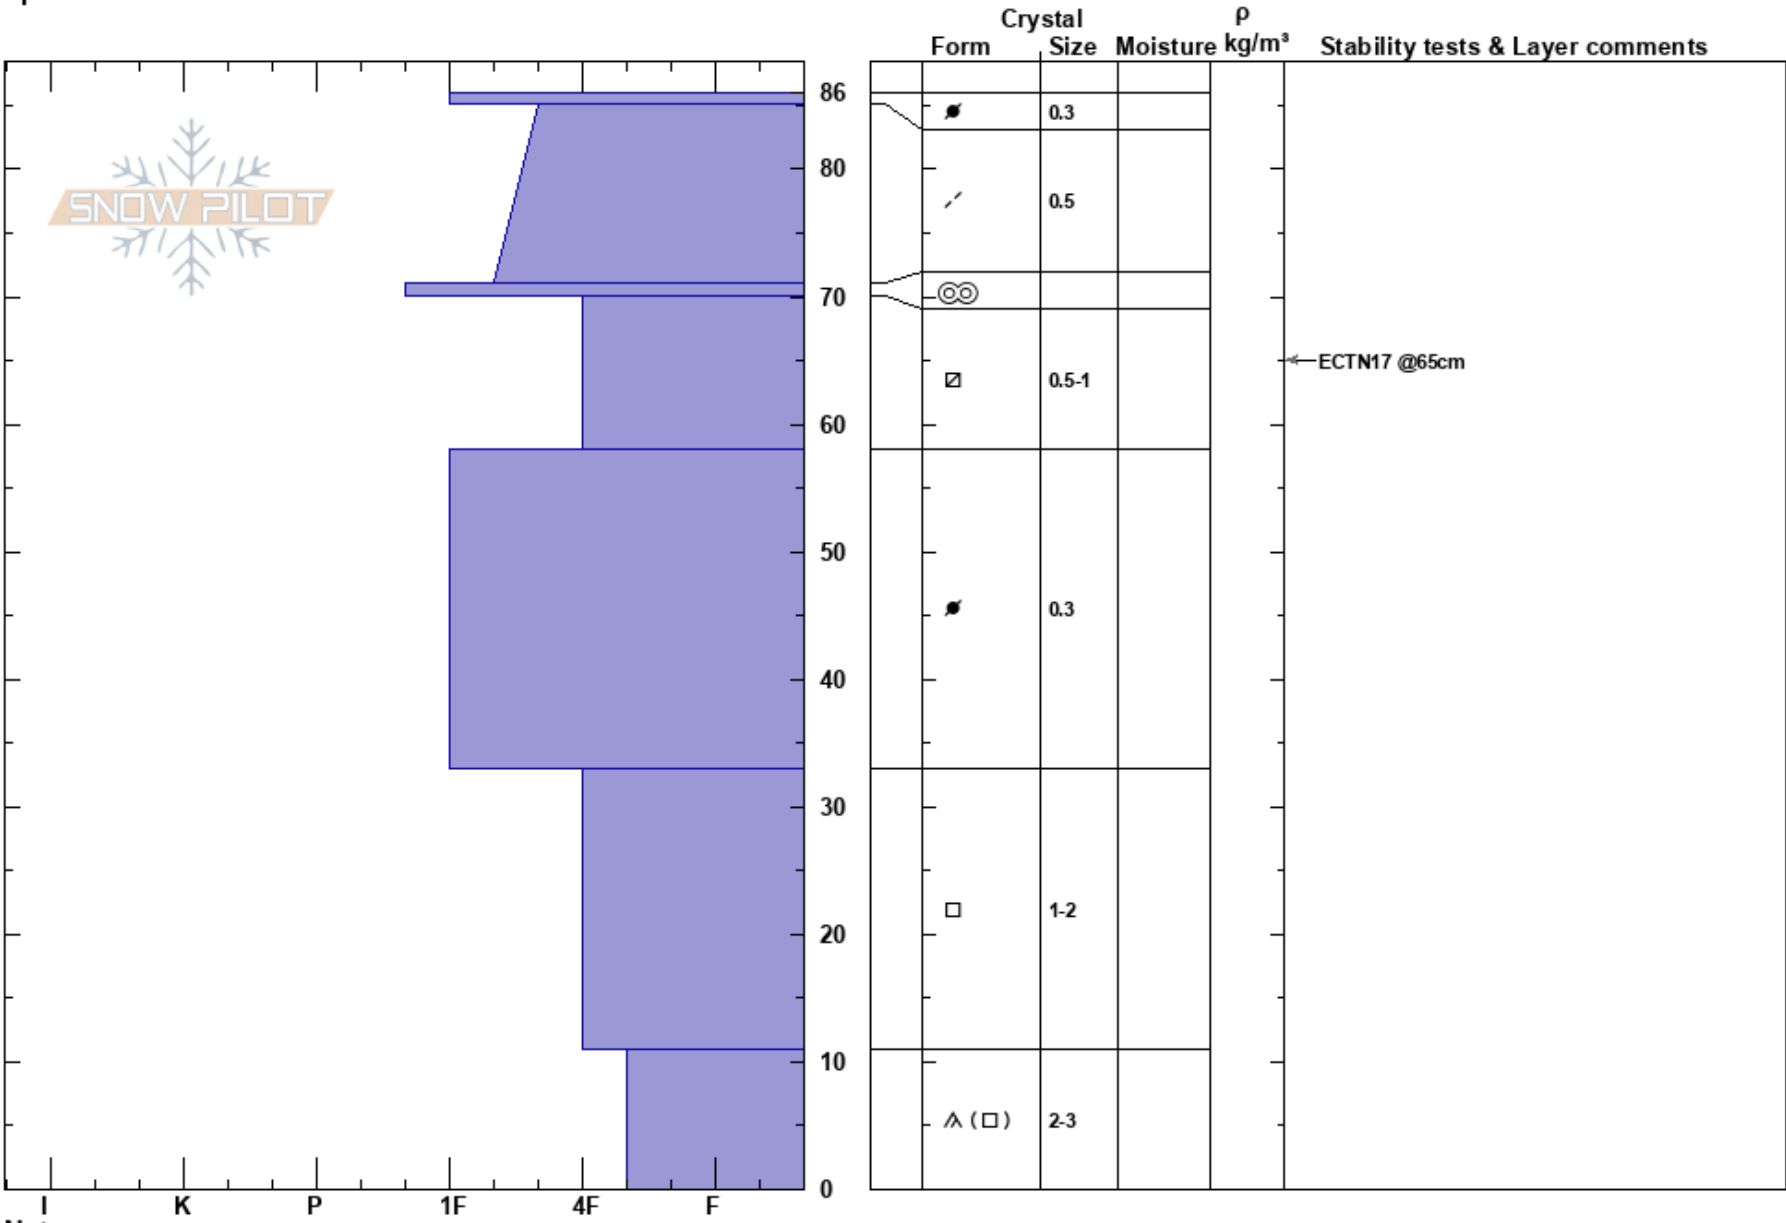 Crystal
ρ
Form Size Moisture kg/m³ Stability tests & Layer comments
86
0.3
80
SNOW PILOT
0.5
70
ECTN17 @65cm
0.5-1
60
50
0.3
40
30
1-2
20
10
( ) 2-3
0
I K P 1F 4F F